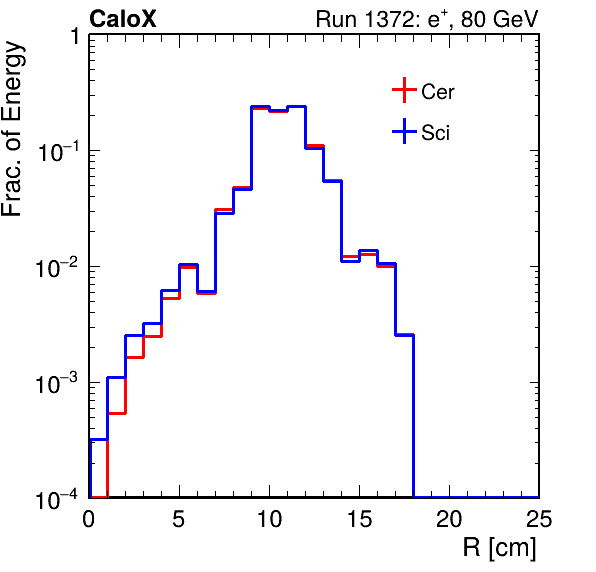 CaloX Run 1372: e⁺, 80 GeV
Frac. of Energy
1
10⁻¹
10⁻²
10⁻³
10⁻⁴
Cer
Sci
0 5 10 15 20 25
R [cm]